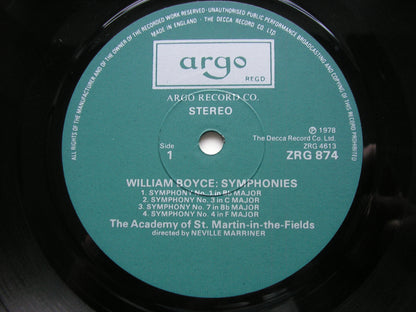 ALL RIGHTS OF THE MANUFACTURER AND OF THE OWNER OF THE RECORDED WORK RESERVED · UNAUTHORISED PUBLIC PERFORMANCE BROADCASTING AND COPYING OF THIS RECORD PROHIBITED
MADE IN ENGLAND · THE DECCA RECORD CO. LTD.
argo
REGD
ARGO RECORD CO.
STEREO
Side
1
℗ 1978
The Decca Record Co. Ltd.
ZRG 4613
ZRG 874
WILLIAM BOYCE: SYMPHONIES
1. SYMPHONY No. 1 in Bb MAJOR
2. SYMPHONY No. 3 in C MAJOR
3. SYMPHONY No. 7 in Bb MAJOR
4. SYMPHONY No. 4 in F MAJOR
The Academy of St. Martin-in-the-Fields
directed by NEVILLE MARRINER